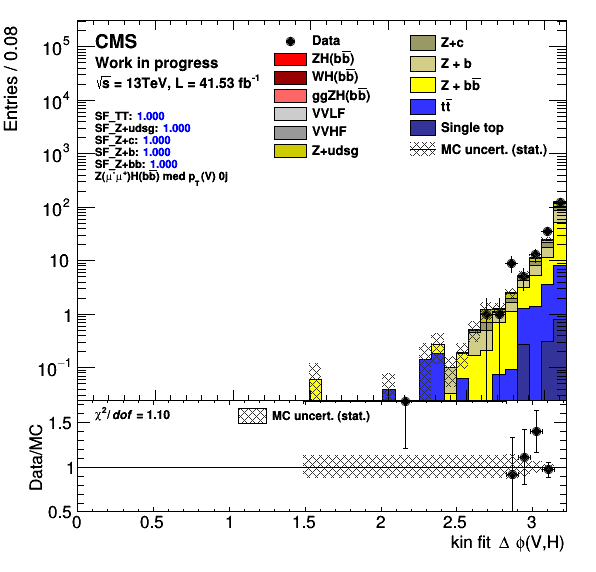 CMS
Work in progress
√s = 13TeV, L = 41.53 fb⁻¹
SF_TT: 1.000
SF_Z+udsg: 1.000
SF_Z+c: 1.000
SF_Z+b: 1.000
SF_Z+bb: 1.000
Z(μ⁻μ⁺)H(bb̅) med p_T(V) 0j
Data
ZH(bb̅)
WH(bb̅)
ggZH(bb̅)
VVLF
VVHF
Z+udsg
Z+c
Z + b
Z + bb̅
tt̅
Single top
MC uncert. (stat.)
Entries / 0.08
10⁵
10⁴
10³
10²
10
1
10⁻¹
χ²/dof = 1.10
MC uncert. (stat.)
Data/MC
1.5
1
0.5
0 0.5 1 1.5 2 2.5 3
kin fit Δ φ(V,H)